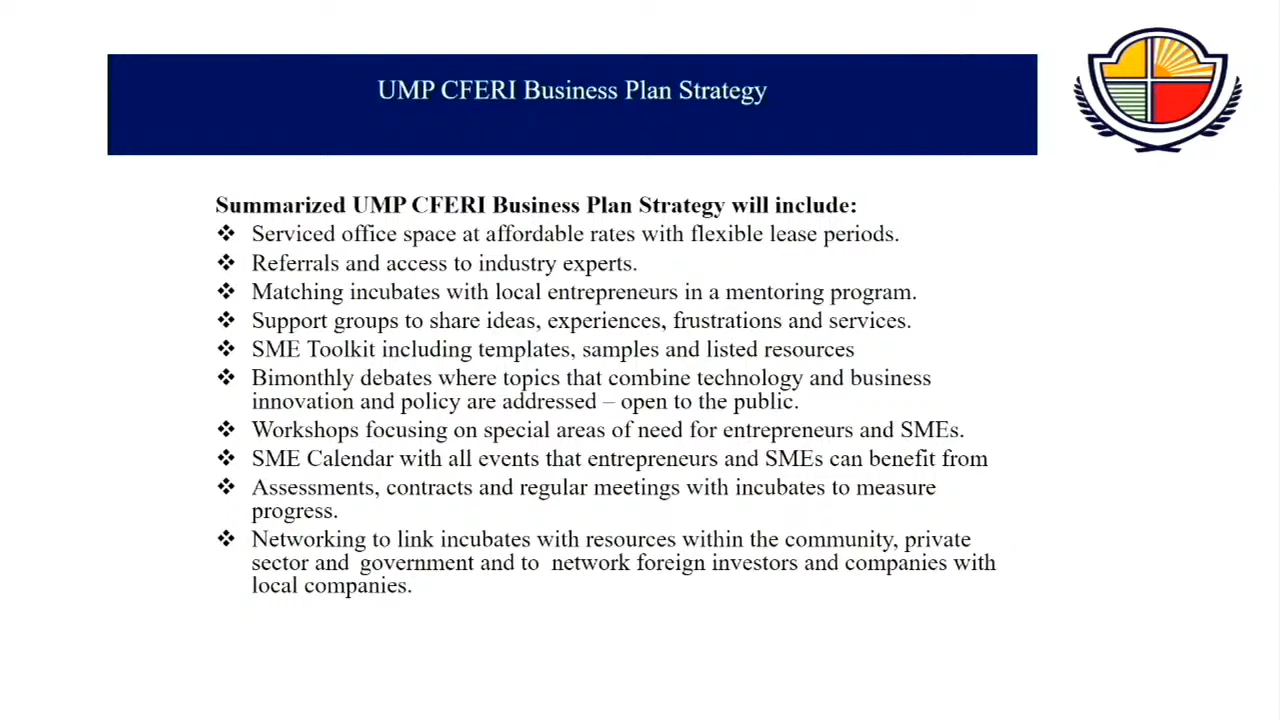 UMP CFERI Business Plan Strategy
Summarized UMP CFERI Business Plan Strategy will include:
❖ Serviced office space at affordable rates with flexible lease periods.
❖ Referrals and access to industry experts.
❖ Matching incubates with local entrepreneurs in a mentoring program.
❖ Support groups to share ideas, experiences, frustrations and services.
❖ SME Toolkit including templates, samples and listed resources
❖ Bimonthly debates where topics that combine technology and business
innovation and policy are addressed – open to the public.
❖ Workshops focusing on special areas of need for entrepreneurs and SMEs.
❖ SME Calendar with all events that entrepreneurs and SMEs can benefit from
❖ Assessments, contracts and regular meetings with incubates to measure
progress.
❖ Networking to link incubates with resources within the community, private
sector and government and to network foreign investors and companies with
local companies.